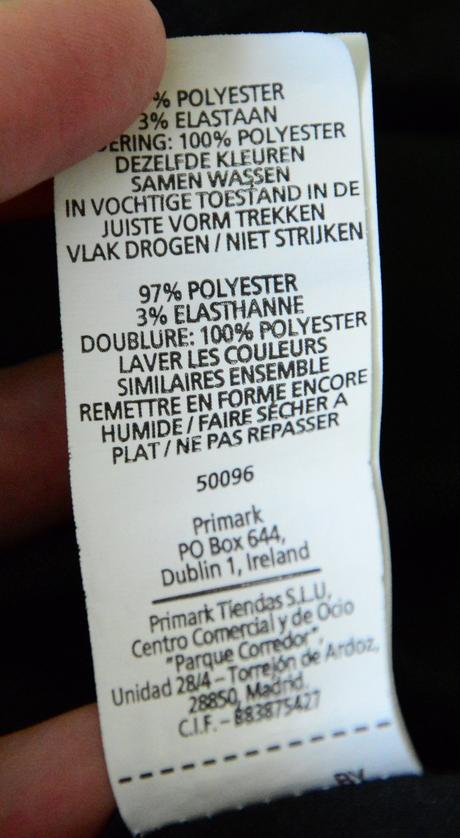 % POLYESTER
3% ELASTAAN
ERING: 100% POLYESTER
DEZELFDE KLEUREN
SAMEN WASSEN
IN VOCHTIGE TOESTAND IN DE
JUISTE VORM TREKKEN
VLAK DROGEN / NIET STRIJKEN
97% POLYESTER
3% ELASTHANNE
DOUBLURE: 100% POLYESTER
LAVER LES COULEURS
SIMILAIRES ENSEMBLE
REMETTRE EN FORME ENCORE
HUMIDE / FAIRE SÉCHER A
PLAT / NE PAS REPASSER
50096
Primark
PO Box 644,
Dublin 1, Ireland
Primark Tiendas S.L.U,
Centro Comercial y de Ocio
"Parque Corredor",
Unidad 28/4 – Torrejón de Ardoz,
28850, Madrid.
C.I.F. –